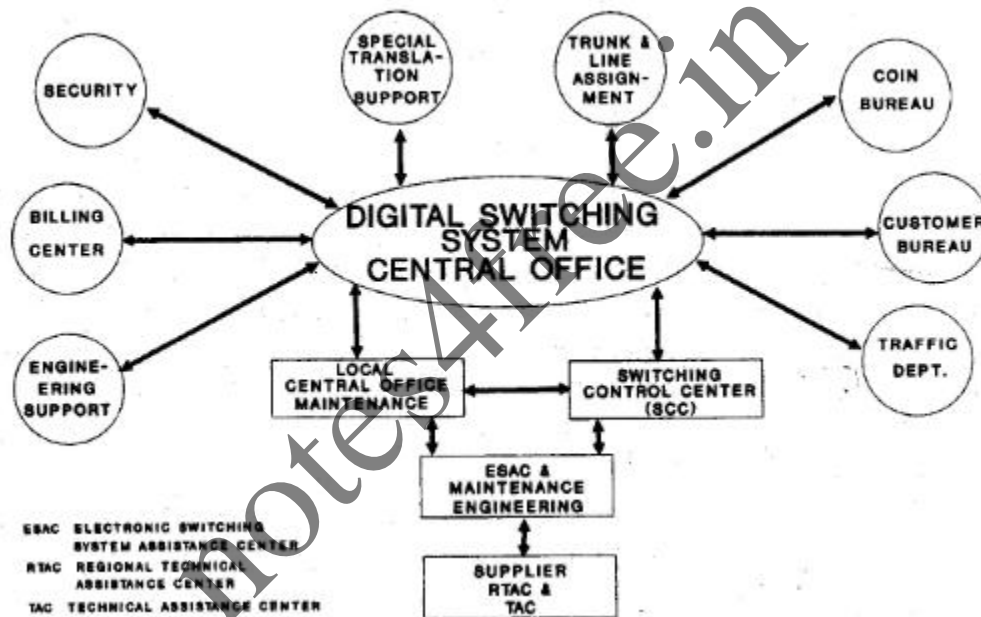 SECURITY
SPECIAL
TRANSLA-
TION
SUPPORT
TRUNK &
LINE
ASSIGN-
MENT
COIN
BUREAU
BILLING
CENTER
DIGITAL SWITCHING
SYSTEM
CENTRAL OFFICE
CUSTOMER
BUREAU
ENGINE-
ERING
SUPPORT
TRAFFIC
DEPT.
LOCAL
CENTRAL OFFICE
MAINTENANCE
SWITCHING
CONTROL CENTER
(SCC)
ESAC &
MAINTENANCE
ENGINEERING
SUPPLIER
RTAC &
TAC
ESAC ELECTRONIC SWITCHING
SYSTEM ASSISTANCE CENTER
RTAC REGIONAL TECHNICAL
ASSISTANCE CENTER
TAC TECHNICAL ASSISTANCE CENTER
notes4free.in